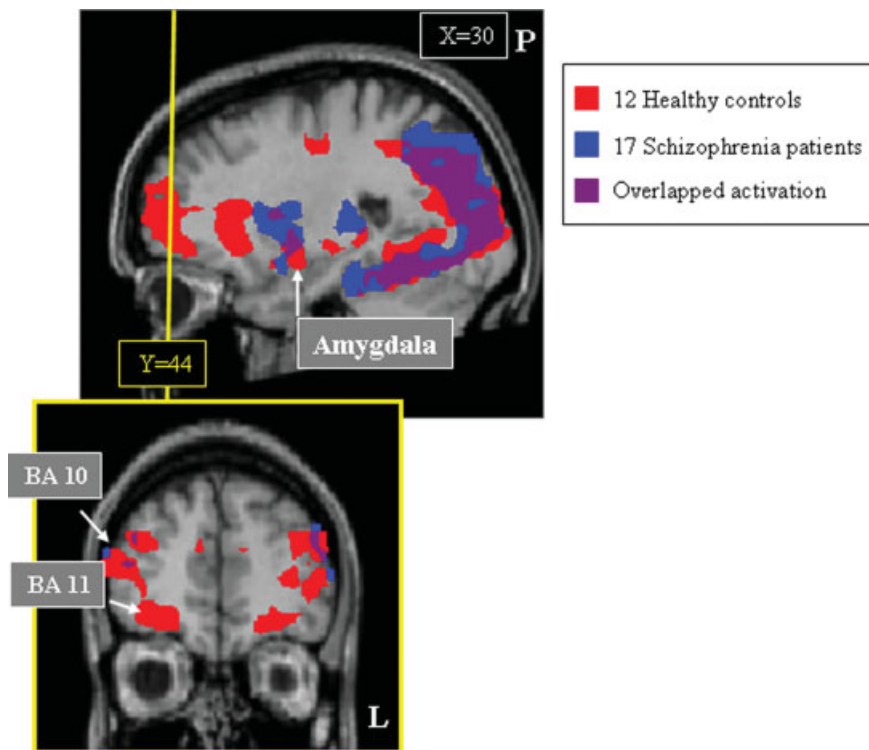 X=30
P
12 Healthy controls
17 Schizophrenia patients
Overlapped activation
Amygdala
Y=44
BA 10
BA 11
L